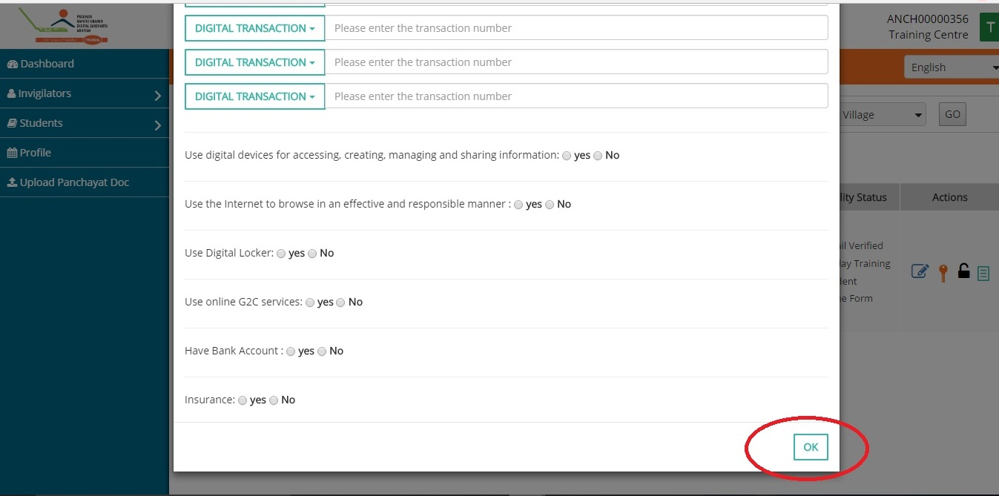 PRADHAN
MANTRI GRAMIN
DIGITAL SAKSHARTA
ABHIYAN
ANCH00000356
Training Centre
T
Dashboard
Invigilators
Students
Profile
Upload Panchayat Doc
English
Village
GO
lity Status
Actions
il Verified
lay Training
dent
e Form
DIGITAL TRANSACTION Please enter the transaction number
DIGITAL TRANSACTION Please enter the transaction number
DIGITAL TRANSACTION Please enter the transaction number
Use digital devices for accessing, creating, managing and sharing information: yes No
Use the Internet to browse in an effective and responsible manner : yes No
Use Digital Locker: yes No
Use online G2C services: yes No
Have Bank Account : yes No
Insurance: yes No
OK